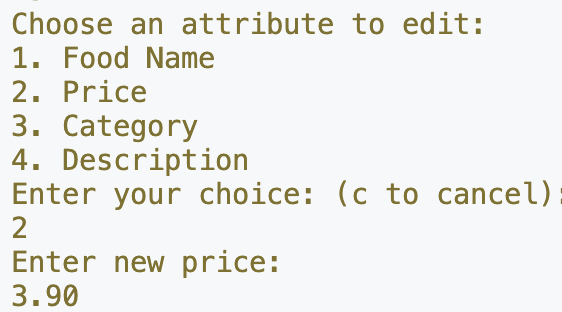 Choose an attribute to edit:
1. Food Name
2. Price
3. Category
4. Description
Enter your choice: (c to cancel):
2
Enter new price:
3.90